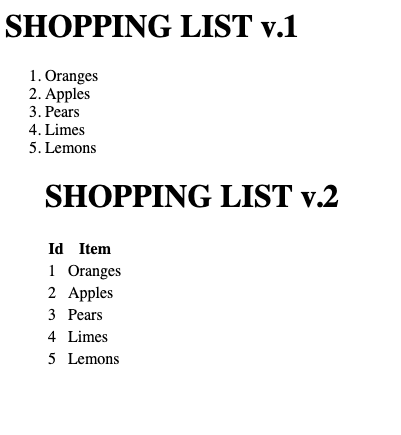 SHOPPING LIST v.1
1. Oranges
2. Apples
3. Pears
4. Limes
5. Lemons
SHOPPING LIST v.2
Id Item
1 Oranges
2 Apples
3 Pears
4 Limes
5 Lemons